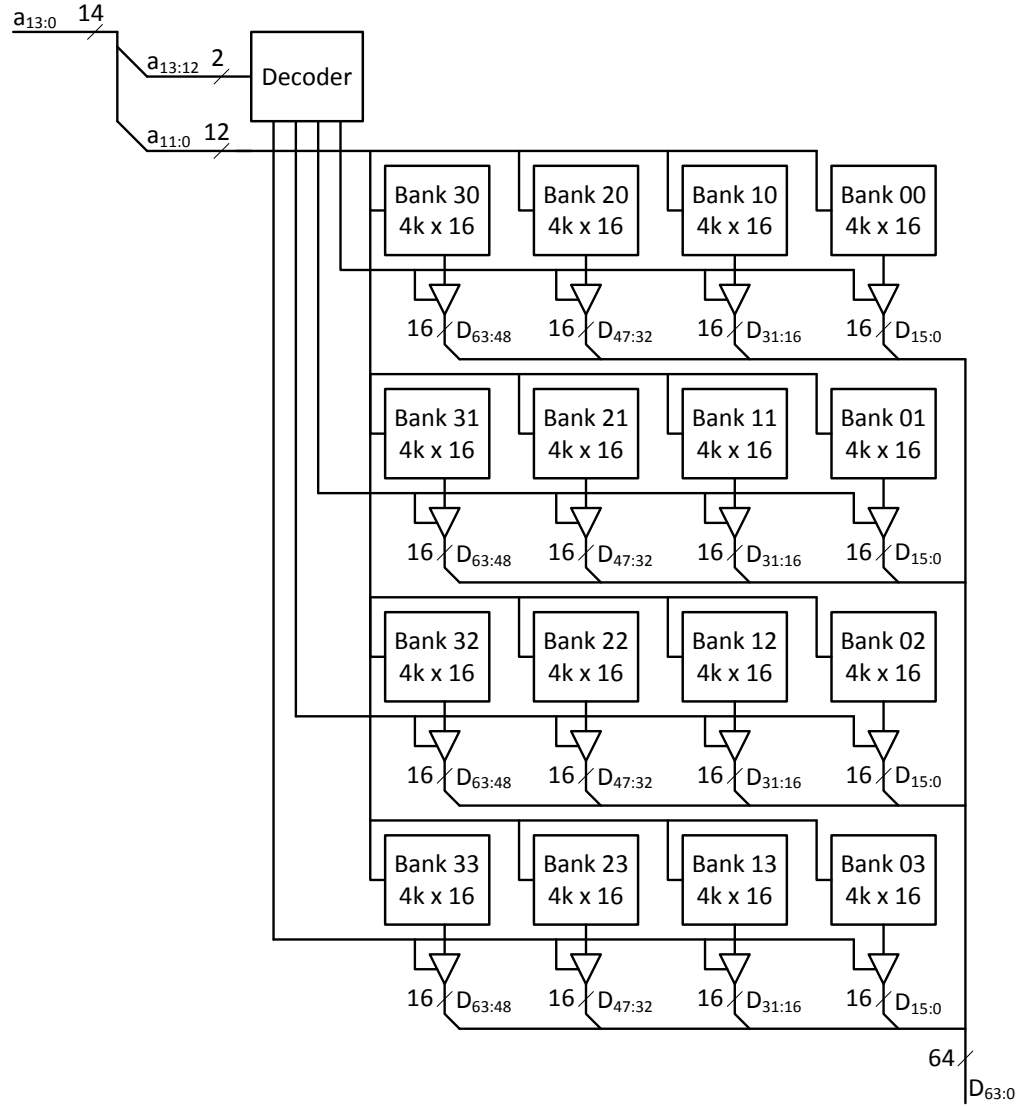 a13:0 14
a13:12 2
Decoder
a11:0 12
Bank 30 Bank 20 Bank 10 Bank 00
4k x 16 4k x 16 4k x 16 4k x 16
16 D63:48 16 D47:32 16 D31:16 16 D15:0
Bank 31 Bank 21 Bank 11 Bank 01
4k x 16 4k x 16 4k x 16 4k x 16
16 D63:48 16 D47:32 16 D31:16 16 D15:0
Bank 32 Bank 22 Bank 12 Bank 02
4k x 16 4k x 16 4k x 16 4k x 16
16 D63:48 16 D47:32 16 D31:16 16 D15:0
Bank 33 Bank 23 Bank 13 Bank 03
4k x 16 4k x 16 4k x 16 4k x 16
16 D63:48 16 D47:32 16 D31:16 16 D15:0
64
D63:0